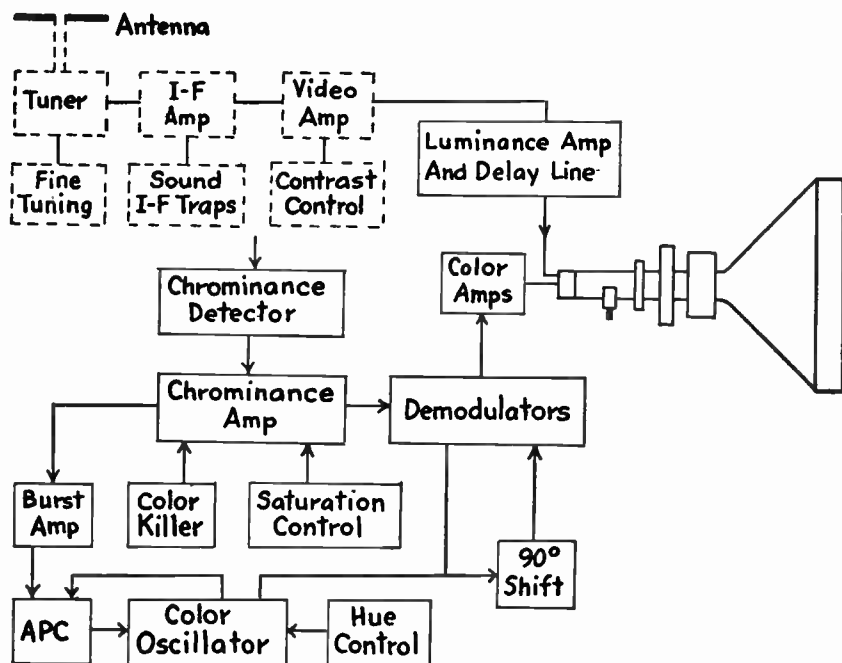 Antenna
Tuner
I-F
Amp
Video
Amp
Fine
Tuning
Sound
I-F Traps
Contrast
Control
Luminance Amp
And Delay Line
Chrominance
Detector
Color
Amps
Chrominance
Amp
Demodulators
Burst
Amp
Color
Killer
Saturation
Control
90°
Shift
APC
Color
Oscillator
Hue
Control